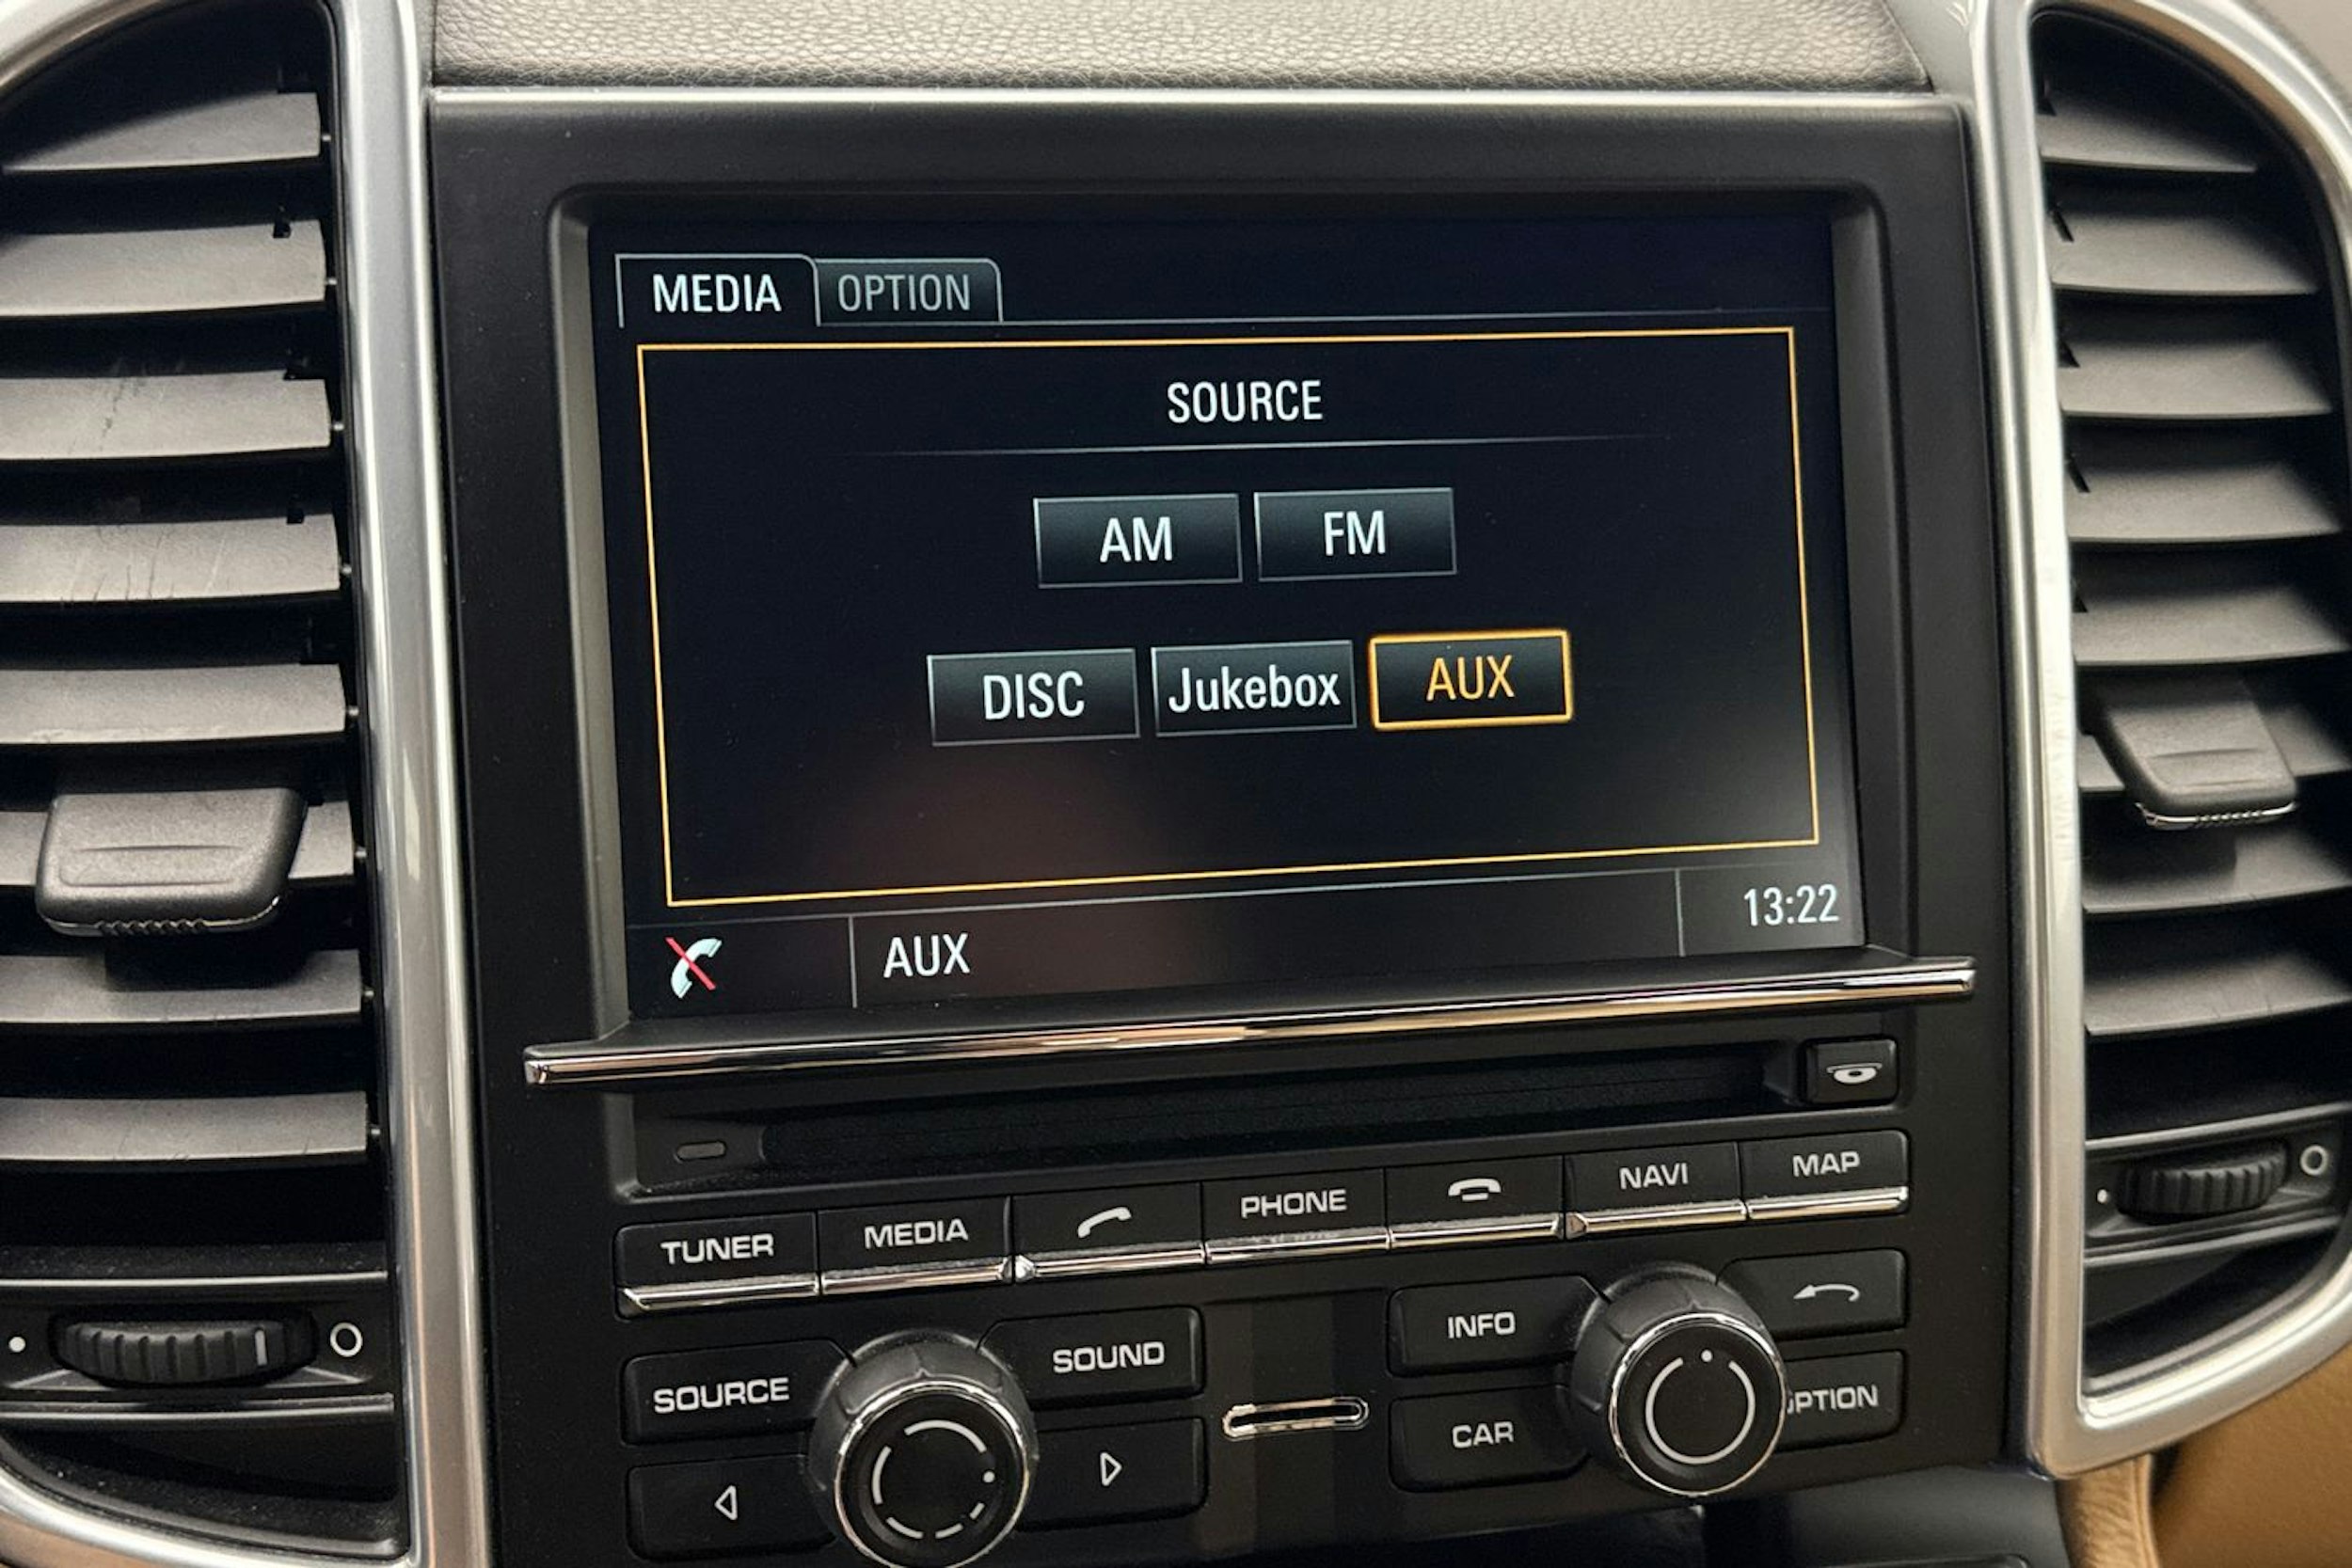 MEDIA OPTION
SOURCE
AM FM
DISC Jukebox AUX
AUX 13:22
TUNER MEDIA PHONE NAVI MAP
SOURCE SOUND INFO
CAR OPTION